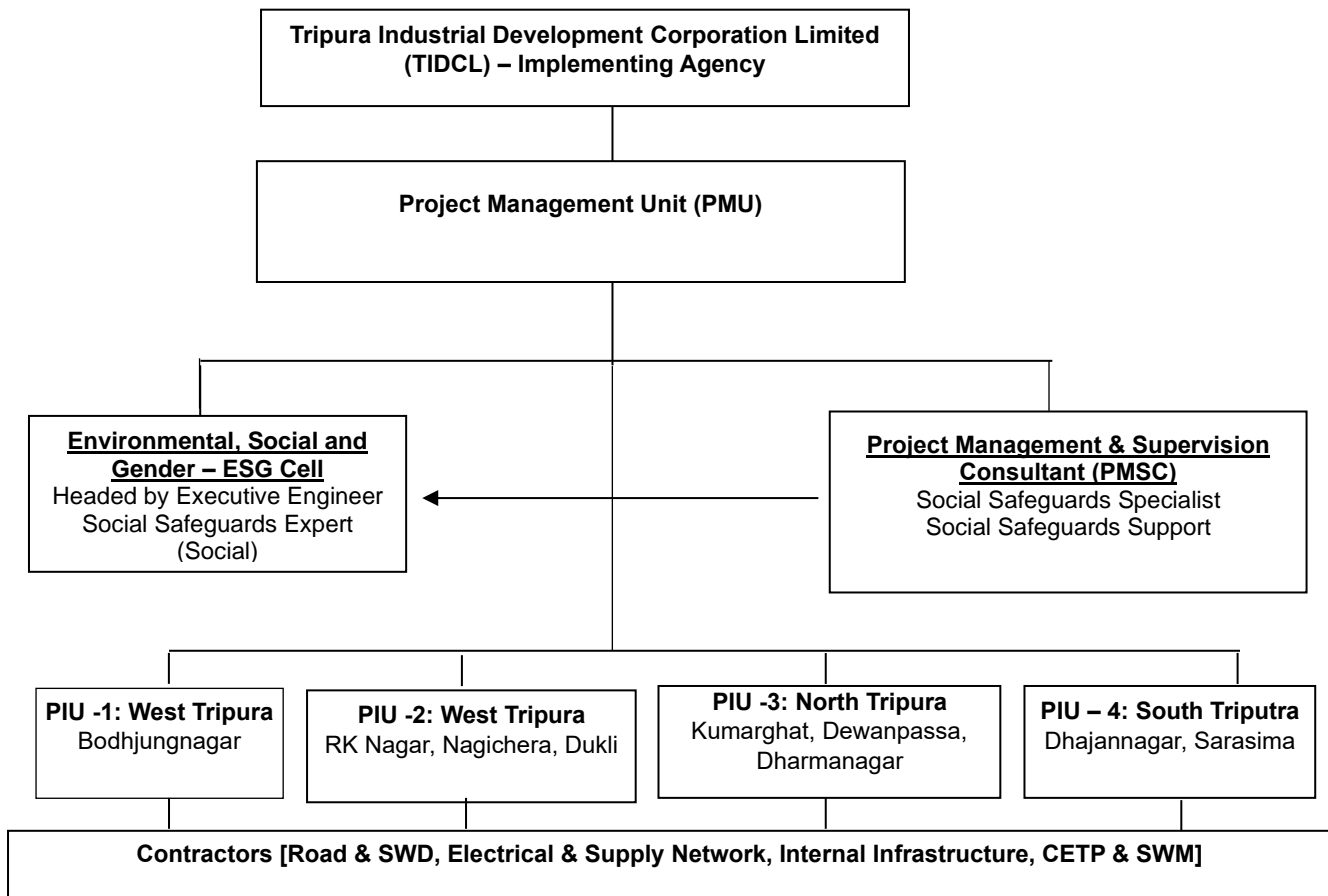 Tripura Industrial Development Corporation Limited
(TIDCL) – Implementing Agency
Project Management Unit (PMU)
Environmental, Social and
Gender – ESG Cell
Headed by Executive Engineer
Social Safeguards Expert
(Social)
Project Management & Supervision
Consultant (PMSC)
Social Safeguards Specialist
Social Safeguards Support
PIU -1: West Tripura
Bodhjungnagar
PIU -2: West Tripura
RK Nagar, Nagichera, Dukli
PIU -3: North Tripura
Kumarghat, Dewanpassa,
Dharmanagar
PIU – 4: South Triputra
Dhajannagar, Sarasima
Contractors [Road & SWD, Electrical & Supply Network, Internal Infrastructure, CETP & SWM]